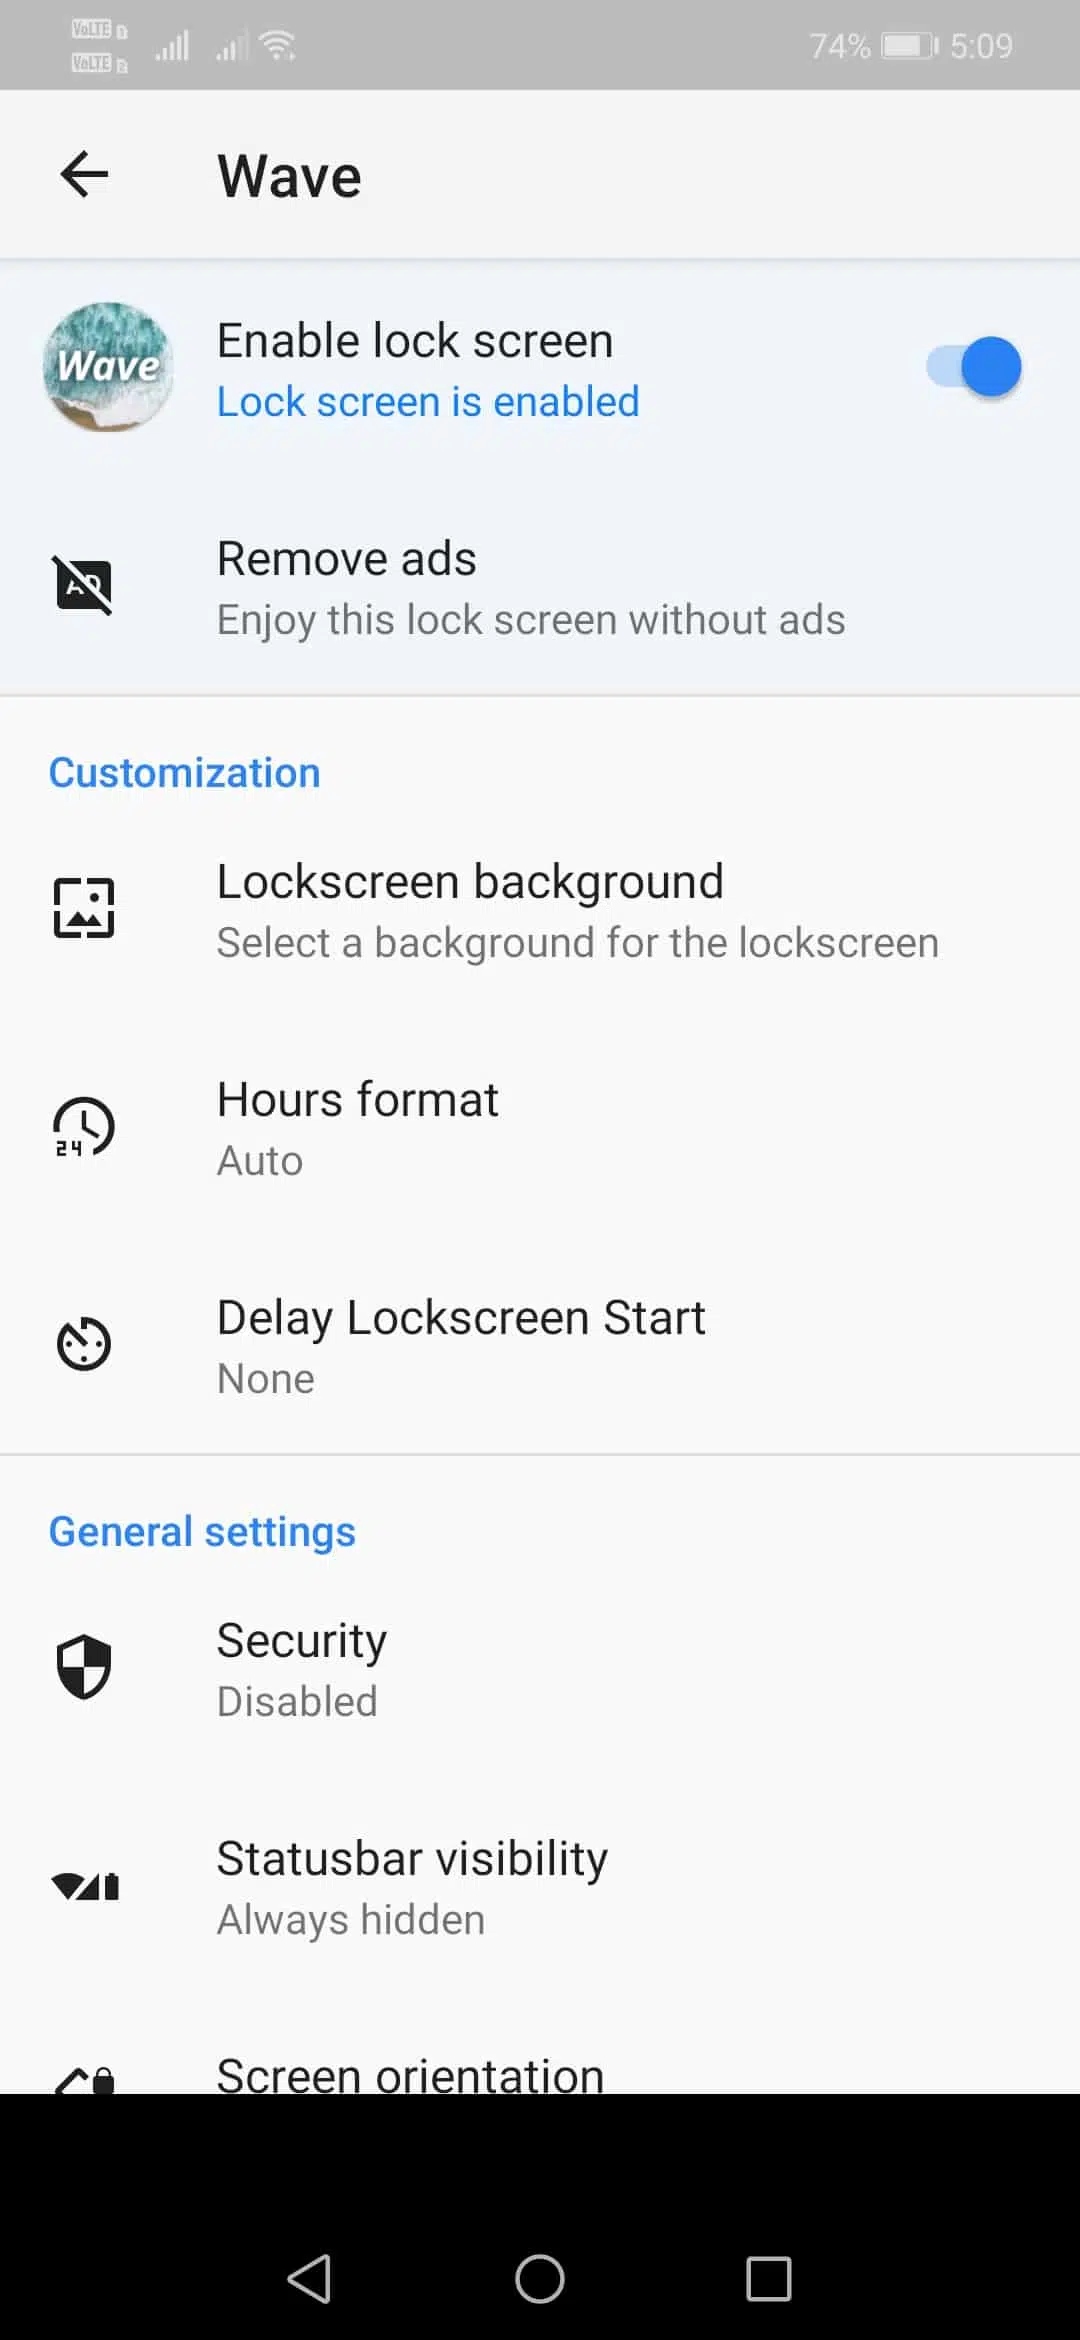 VoLTE 1
VoLTE 2
74% 5:09
Wave
Wave
Enable lock screen
Lock screen is enabled
AD
Remove ads
Enjoy this lock screen without ads
Customization
Lockscreen background
Select a background for the lockscreen
Hours format
24
Auto
Delay Lockscreen Start
None
General settings
Security
Disabled
Statusbar visibility
Always hidden
Screen orientation